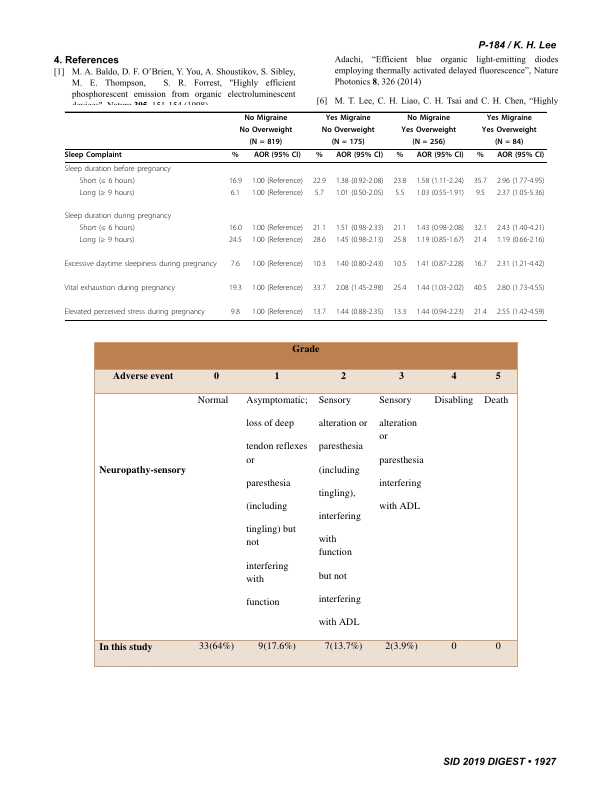 P-184 / K. H. Lee
4. References
[1] M. A. Baldo, D. F. O'Brien, Y. You, A. Shoustikov, S. Sibley,
M. E. Thompson, S. R. Forrest, "Highly efficient
phosphorescent emission from organic electroluminescent
Adachi, “Efficient blue organic light-emitting diodes
employing thermally activated delayed fluorescence”, Nature
Photonics 8, 326 (2014)
[6] M. T. Lee, C. H. Liao, C. H. Tsai and C. H. Chen, “Highly
No Migraine Yes Migraine No Migraine Yes Migraine
No Overweight No Overweight Yes Overweight Yes Overweight
(N = 819) (N = 175) (N = 256) (N = 84)
Sleep Complaint % AOR (95% CI) % AOR (95% CI) % AOR (95% CI) % AOR (95% CI)
Sleep duration before pregnancy
Short (≤ 6 hours) 16.9 1.00 (Reference) 22.9 1.38 (0.92-2.08) 23.8 1.58 (1.11-2.24) 35.7 2.96 (1.77-4.95)
Long (≥ 9 hours) 6.1 1.00 (Reference) 5.7 1.01 (0.50-2.05) 5.5 1.03 (0.55-1.91) 9.5 2.37 (1.05-5.36)
Sleep duration during pregnancy
Short (≤ 6 hours) 16.0 1.00 (Reference) 21.1 1.51 (0.98-2.33) 21.1 1.43 (0.98-2.08) 32.1 2.43 (1.40-4.21)
Long (≥ 9 hours) 24.5 1.00 (Reference) 28.6 1.45 (0.98-2.13) 25.8 1.19 (0.85-1.67) 21.4 1.19 (0.66-2.16)
Excessive daytime sleepiness during pregnancy 7.6 1.00 (Reference) 10.3 1.40 (0.80-2.43) 10.5 1.41 (0.87-2.28) 16.7 2.31 (1.21-4.42)
Vital exhaustion during pregnancy 19.3 1.00 (Reference) 33.7 2.08 (1.45-2.98) 25.4 1.44 (1.03-2.02) 40.5 2.80 (1.73-4.55)
Elevated perceived stress during pregnancy 9.8 1.00 (Reference) 13.7 1.44 (0.88-2.35) 13.3 1.44 (0.94-2.23) 21.4 2.55 (1.42-4.59)
Grade
Adverse event 0 1 2 3 4 5
Neuropathy-sensory
Normal
Asymptomatic;
loss of deep
tendon reflexes
or
paresthesia
(including
tingling) but
not
interfering
with
function
Sensory
alteration or
paresthesia
(including
tingling),
interfering
with
function
but not
interfering
with ADL
Sensory
alteration
or
paresthesia
interfering
with ADL
Disabling
Death
In this study 33(64%) 9(17.6%) 7(13.7%) 2(3.9%) 0 0
SID 2019 DIGEST • 1927